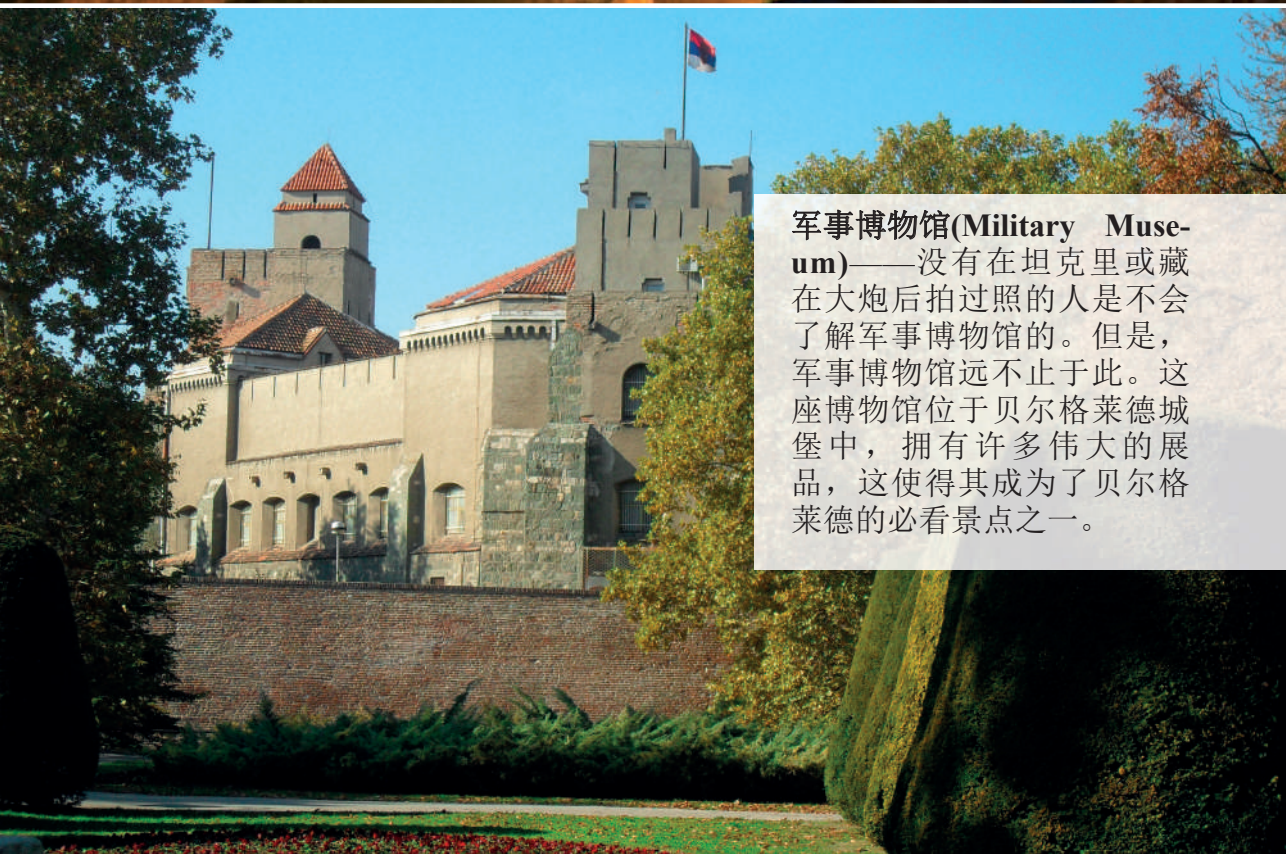 军事博物馆(Military Muse-
um)——没有在坦克里或藏
在大炮后拍过照的人是不会
了解军事博物馆的。但是，
军事博物馆远不止于此。这
座博物馆位于贝尔格莱德城
堡中，拥有许多伟大的展
品，这使得其成为了贝尔格
莱德的必看景点之一。